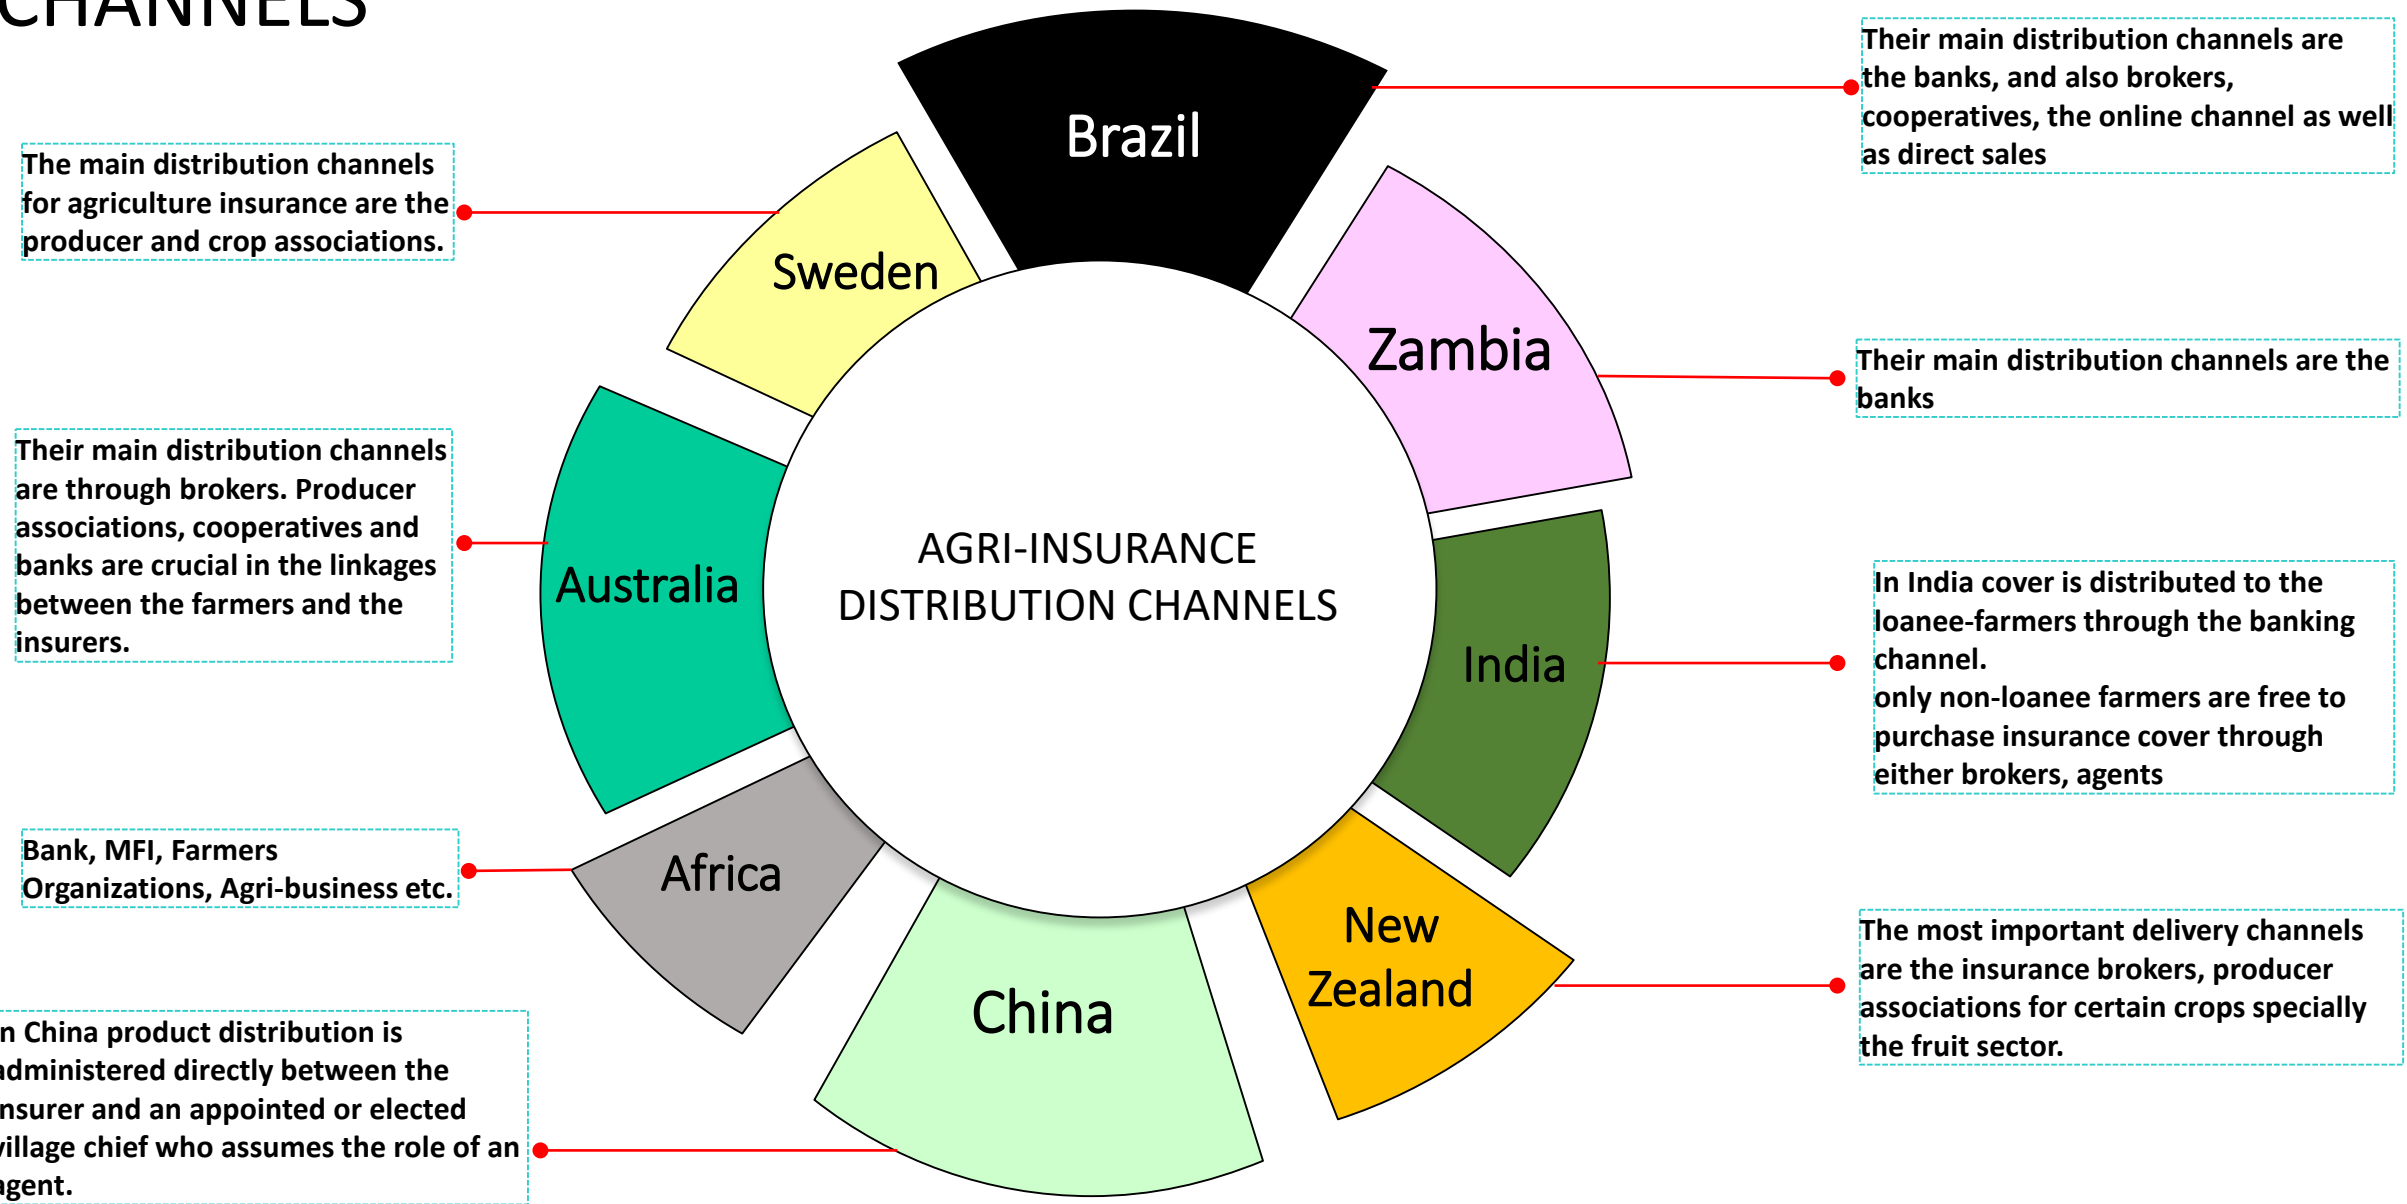 CHANNELS
Their main distribution channels are
the banks, and also brokers,
cooperatives, the online channel as well
as direct sales
Brazil
The main distribution channels
for agriculture insurance are the
producer and crop associations.
Sweden
Zambia
Their main distribution channels are the
banks
Their main distribution channels
are through brokers. Producer
associations, cooperatives and
banks are crucial in the linkages
between the farmers and the
insurers.
Australia
AGRI-INSURANCE
DISTRIBUTION CHANNELS
India
In India cover is distributed to the
loanee-farmers through the banking
channel.
only non-loanee farmers are free to
purchase insurance cover through
either brokers, agents
Bank, MFI, Farmers
Organizations, Agri-business etc.
Africa
New
Zealand
The most important delivery channels
are the insurance brokers, producer
associations for certain crops specially
the fruit sector.
China
n China product distribution is
administered directly between the
nsurer and an appointed or elected
village chief who assumes the role of an
agent.